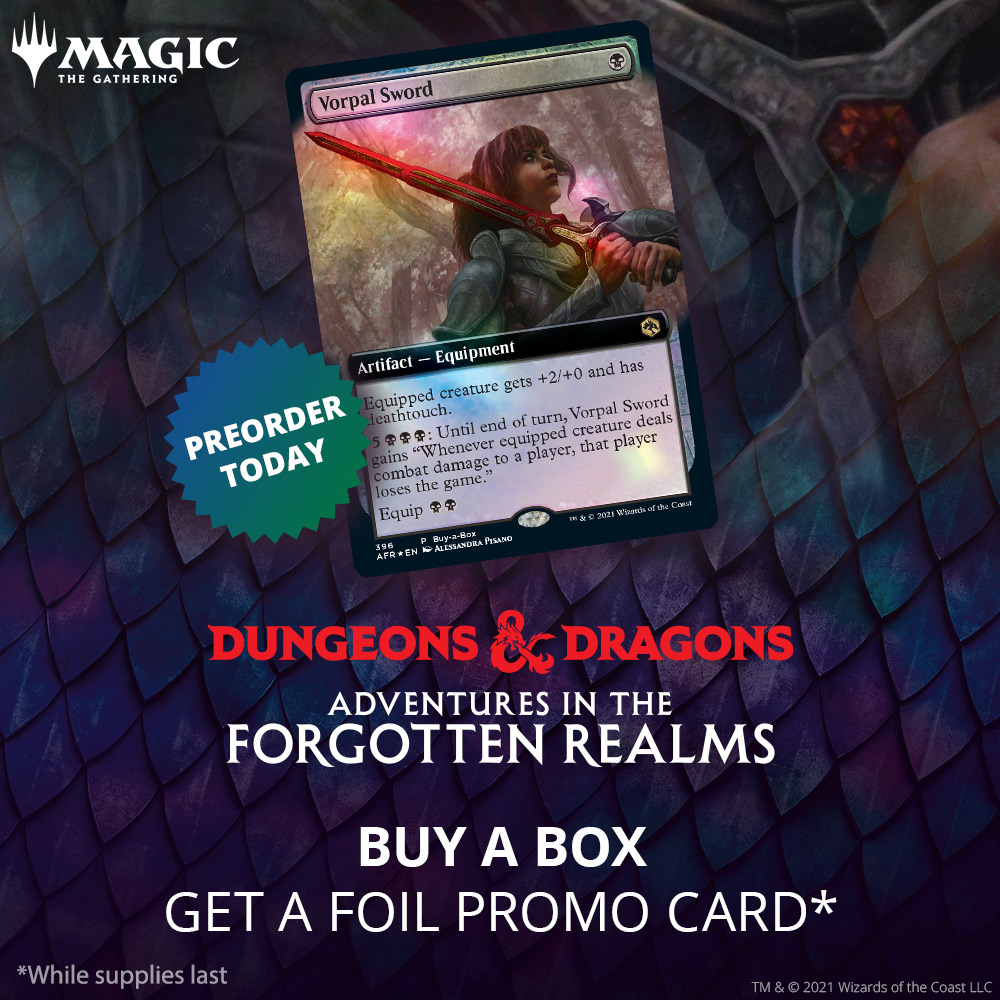 MAGIC
THE GATHERING
Vorpal Sword
Artifact — Equipment
Equipped creature gets +2/+0 and has
deathtouch.
5: Until end of turn, Vorpal Sword
gains “Whenever equipped creature deals
combat damage to a player, that player
loses the game.”
Equip
396 P Buy-a-Box
AFR★EN ALESSANDRA PISANO
TM & © 2021 Wizards of the Coast
PREORDER
TODAY
DUNGEONS & DRAGONS
ADVENTURES IN THE
FORGOTTEN REALMS
BUY A BOX
GET A FOIL PROMO CARD*
*While supplies last
TM & © 2021 Wizards of the Coast LLC